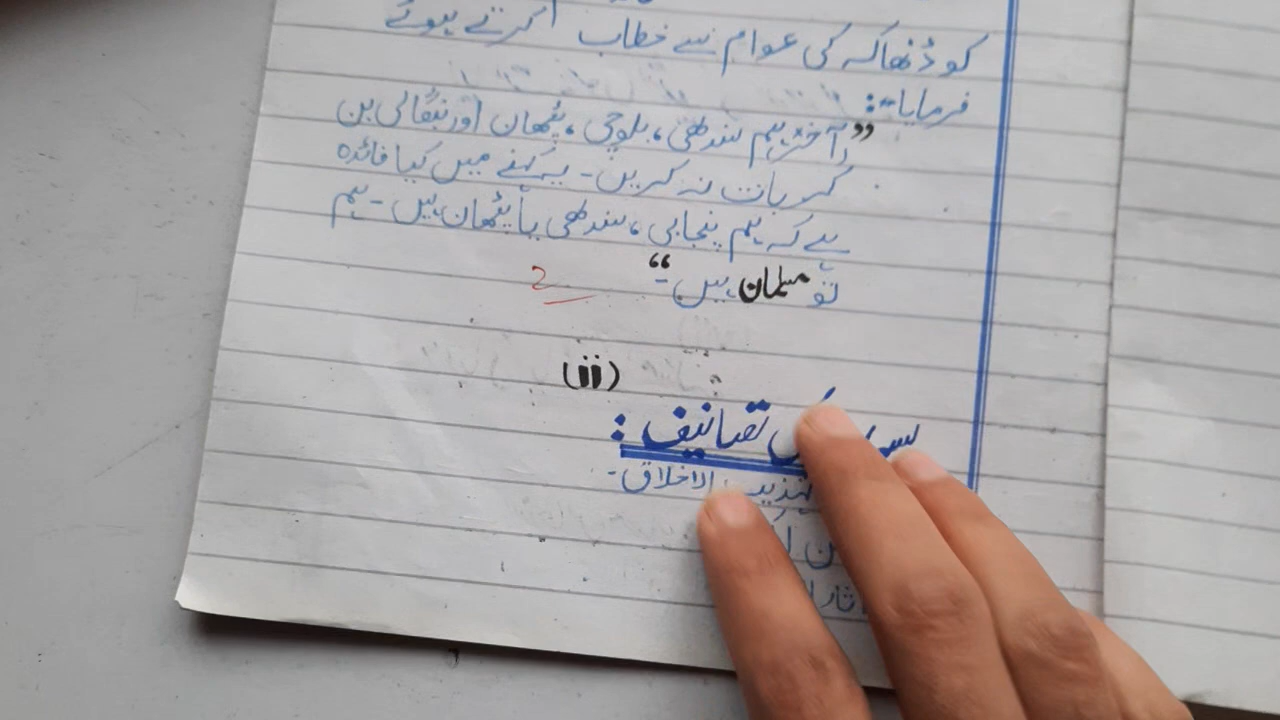 کو ڈھاکہ کی عوام سے خطاب کرتے ہوئے
فرمایا:
”آخر ہم سندھی، بلوچی، پٹھان اور بنگالی بن
کر بات نہ کریں۔ یہ کہنے میں کیا فائدہ
ہے کہ ہم پنجابی، سندھی یا پٹھان ہیں۔ ہم
تو مسلمان ہیں۔“
2
(ii)
تصانیف:
الاخلاق۔